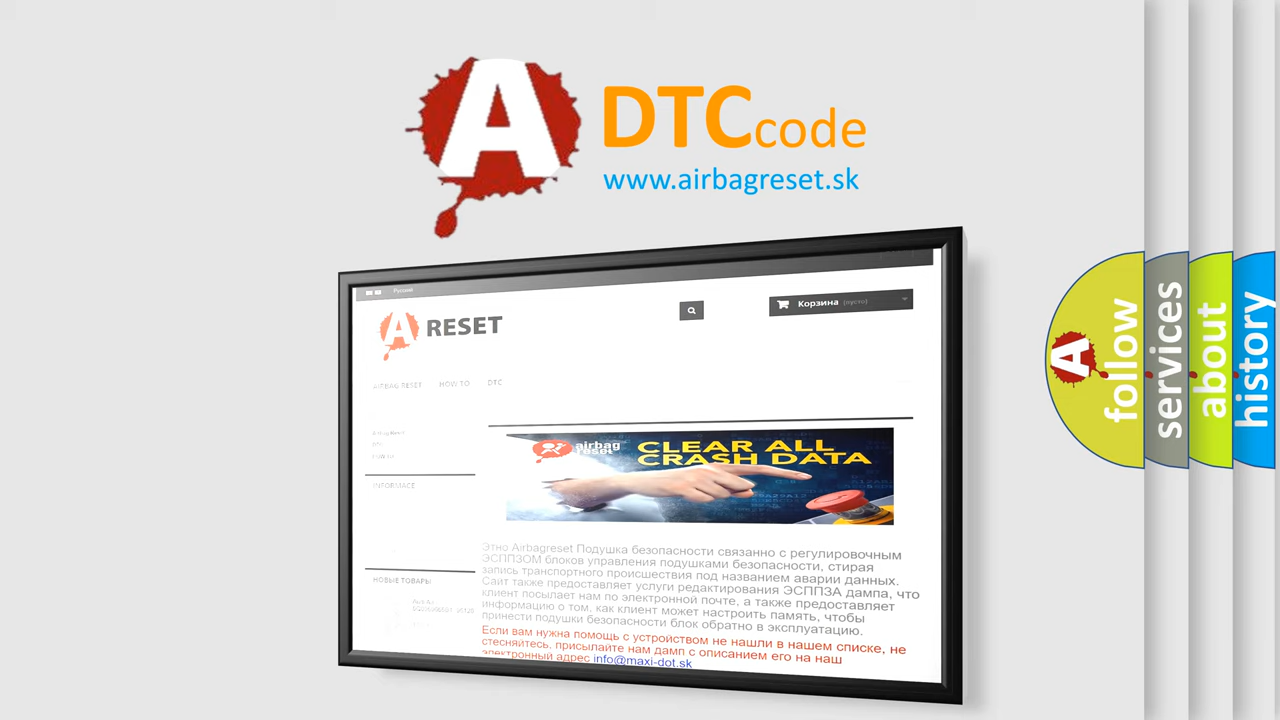 A
DTC code
www.airbagreset.sk
Русский
A RESET
Корзина (пусто)
AIRBAG RESET HOW TO DTC
INFORMACE
НОВЫЕ ТОВАРЫ
airbag
reset
CLEAR ALL
CRASH DATA
Этно Airbagreset Подушка безопасности связанно с регулировочным
ЭСППЗОМ блоков управления подушками безопасности, стирая
запись транспортного происшествия под названием аварии данных.
Сайт также предоставляет услуги редактирования ЭСППЗА дампа, что
клиент посылает нам по электронной почте, а также предоставляет
информацию о том, как клиент может настроить память, чтобы
принести подушки безопасности блок обратно в эксплуатацию.
Если вам нужна помощь с устройством не нашли в нашем списке, не
стесняйтесь, присылайте нам дамп с описанием его на наш
электронный адрес info@maxi-dot.sk
A
follow
services
about
history